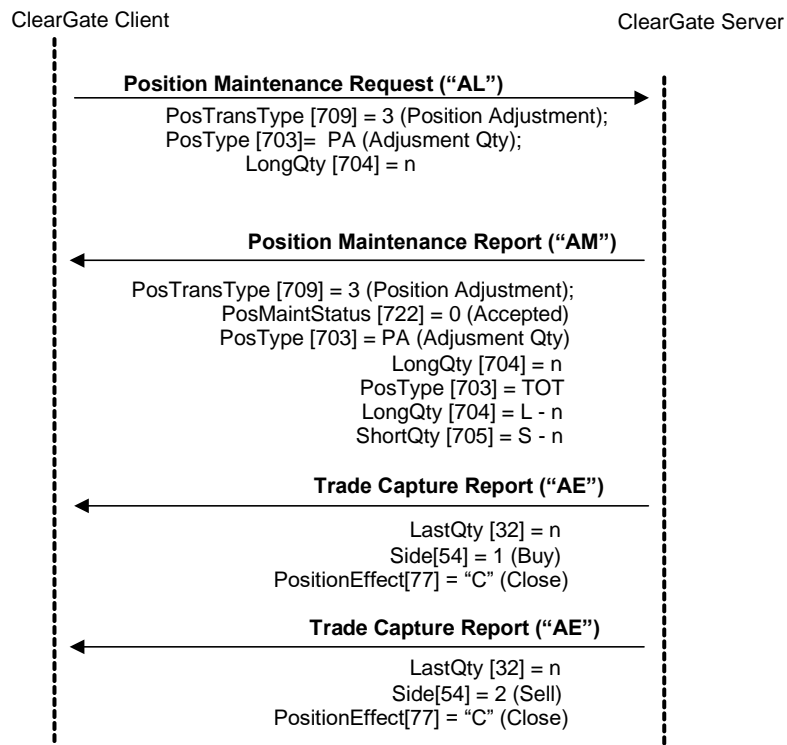 ClearGate Client
ClearGate Server
Position Maintenance Request (“AL”)
PosTransType [709] = 3 (Position Adjustment);
PosType [703]= PA (Adjusment Qty);
LongQty [704] = n
Position Maintenance Report (“AM”)
PosTransType [709] = 3 (Position Adjustment);
PosMaintStatus [722] = 0 (Accepted)
PosType [703] = PA (Adjusment Qty)
LongQty [704] = n
PosType [703] = TOT
LongQty [704] = L - n
ShortQty [705] = S - n
Trade Capture Report (“AE”)
LastQty [32] = n
Side[54] = 1 (Buy)
PositionEffect[77] = “C” (Close)
Trade Capture Report (“AE”)
LastQty [32] = n
Side[54] = 2 (Sell)
PositionEffect[77] = “C” (Close)